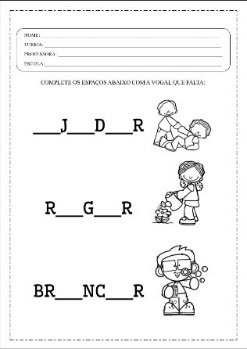 NOME:
TURMA:
PROFESSORA:
ESCOLA:
COMPLETE OS ESPAÇOS ABAIXO COM A VOGAL QUE FALTA:
___J___D___R
R___G___R
BR___NC___R